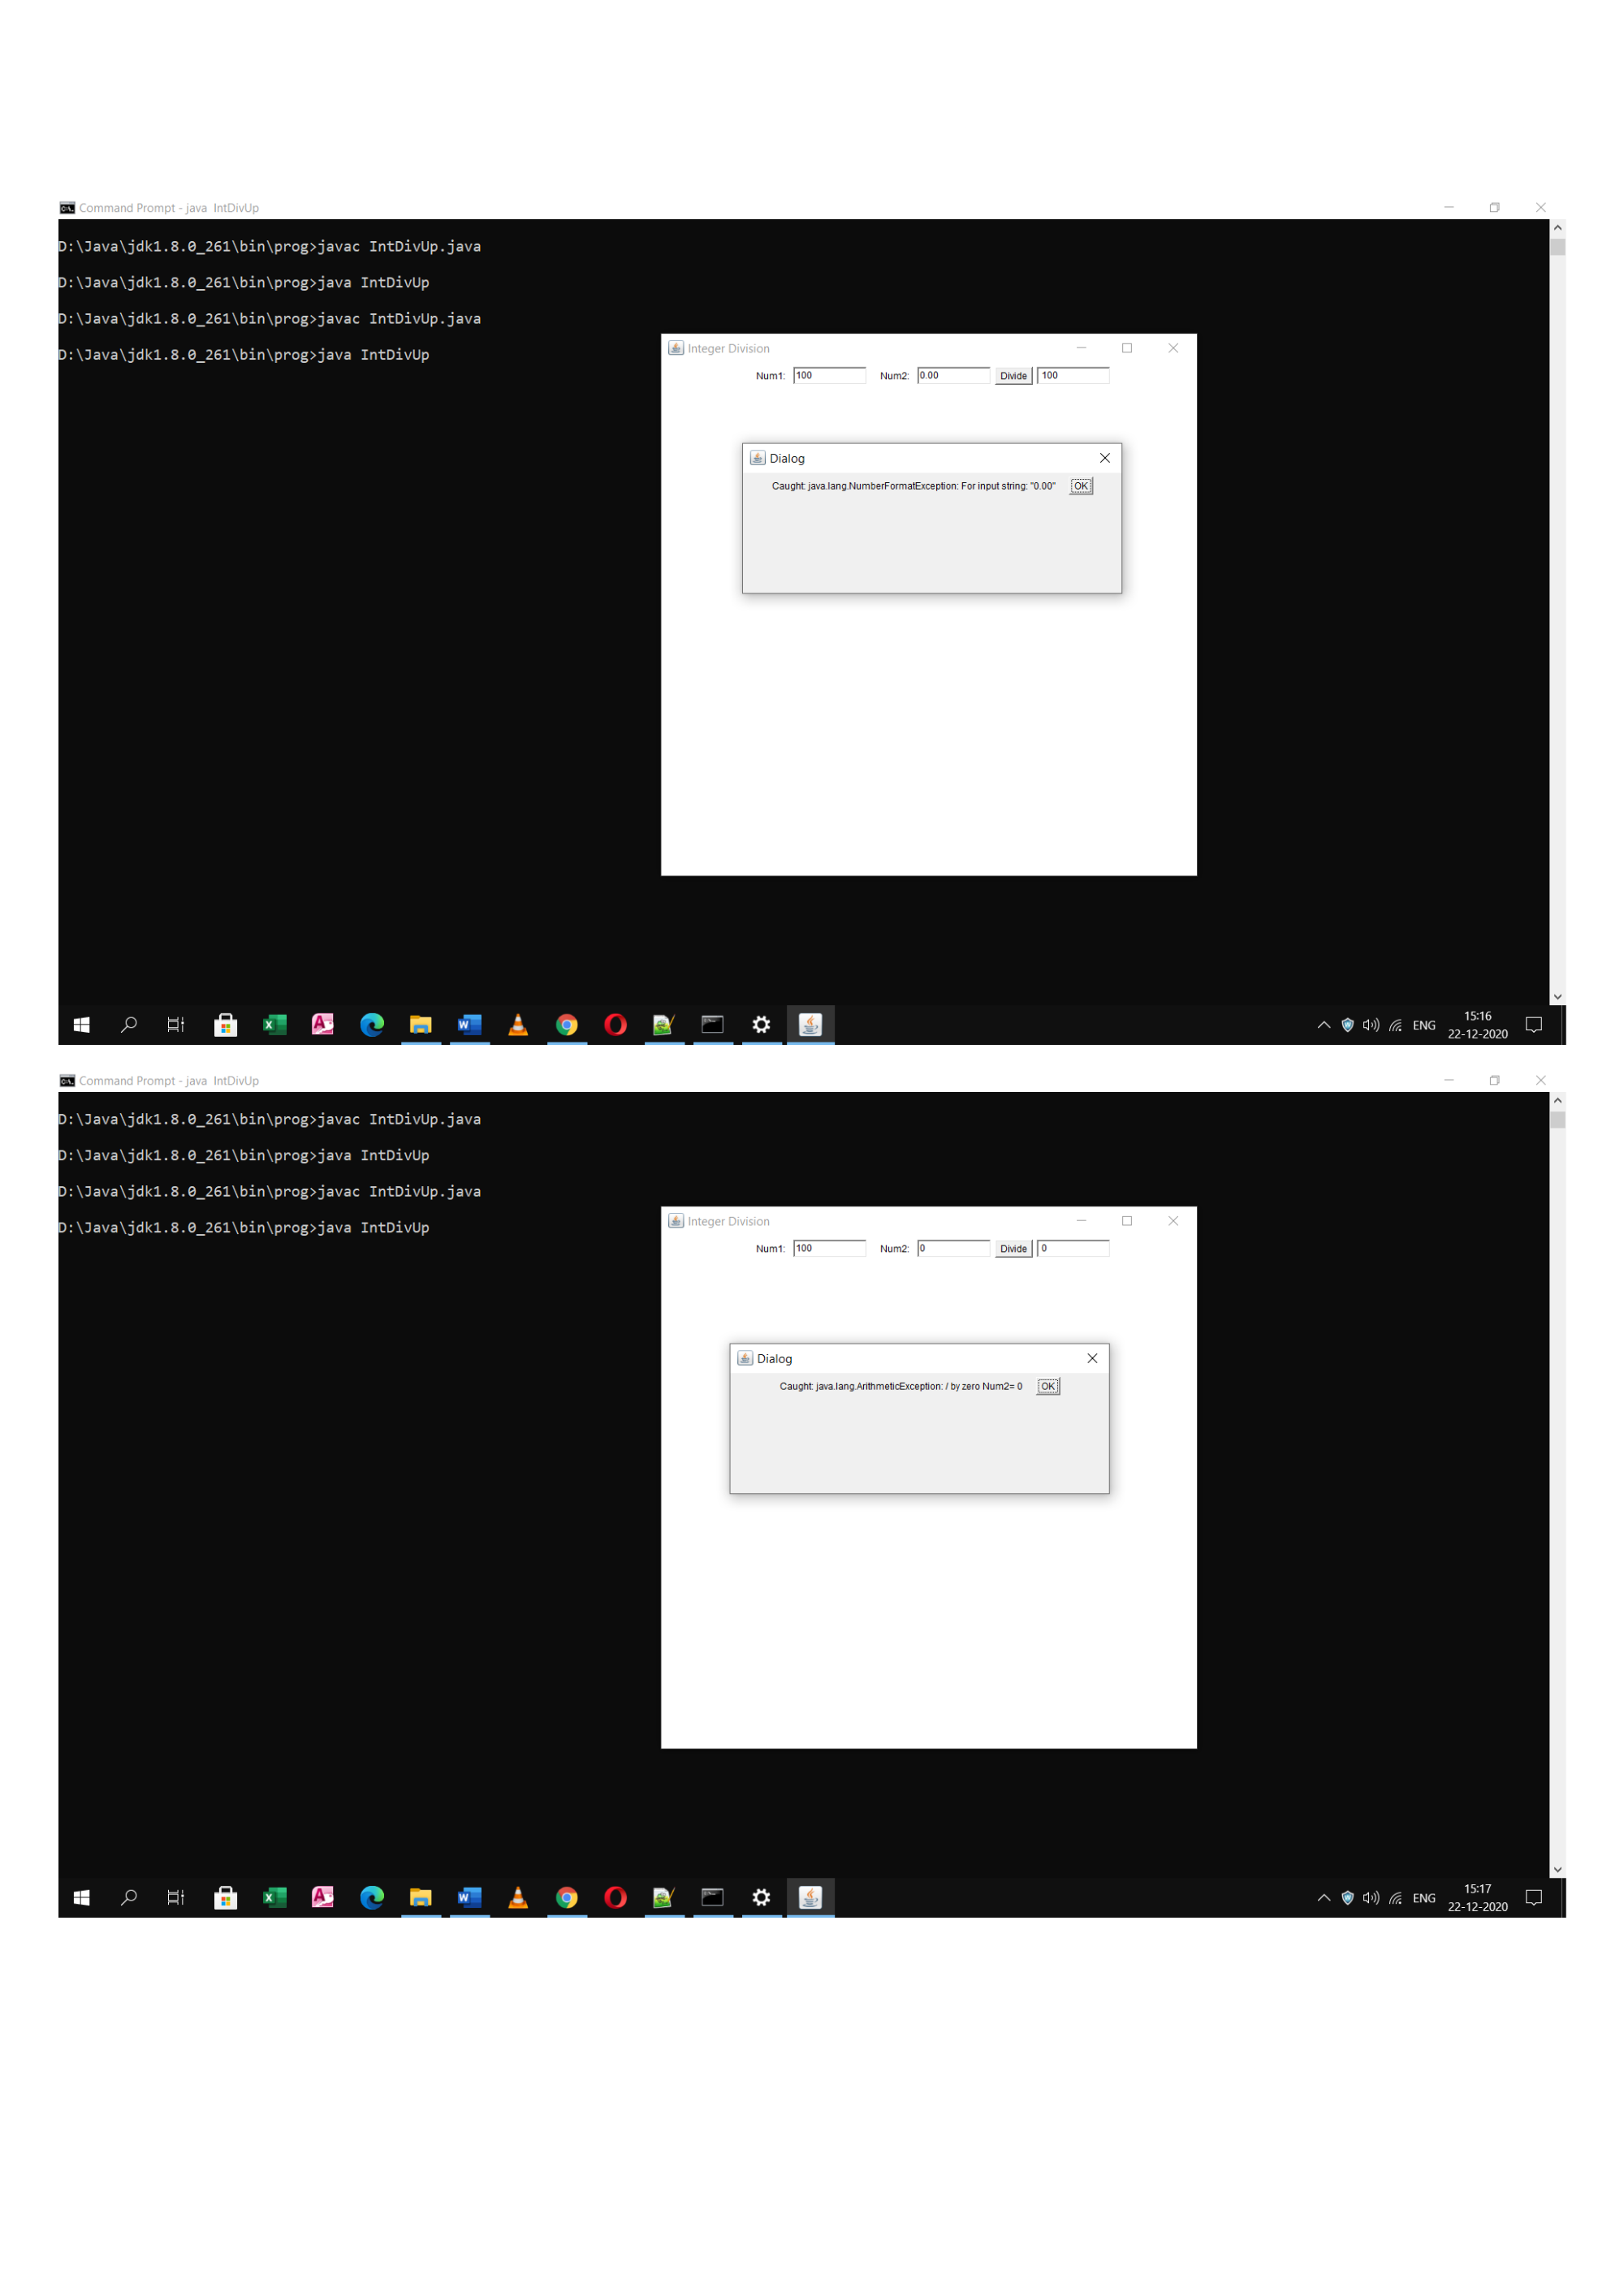 Command Prompt - java  IntDivUp
D:\Java\jdk1.8.0_261\bin\prog>javac IntDivUp.java
D:\Java\jdk1.8.0_261\bin\prog>java IntDivUp
D:\Java\jdk1.8.0_261\bin\prog>javac IntDivUp.java
D:\Java\jdk1.8.0_261\bin\prog>java IntDivUp
Integer Division
Num1: 100 Num2: 0.00 Divide 100
Dialog
Caught: java.lang.NumberFormatException: For input string: "0.00" OK
ENG
15:16
22-12-2020
Command Prompt - java  IntDivUp
D:\Java\jdk1.8.0_261\bin\prog>javac IntDivUp.java
D:\Java\jdk1.8.0_261\bin\prog>java IntDivUp
D:\Java\jdk1.8.0_261\bin\prog>javac IntDivUp.java
D:\Java\jdk1.8.0_261\bin\prog>java IntDivUp
Integer Division
Num1: 100 Num2: 0 Divide 0
Dialog
Caught: java.lang.ArithmeticException: / by zero Num2= 0 OK
ENG
15:17
22-12-2020